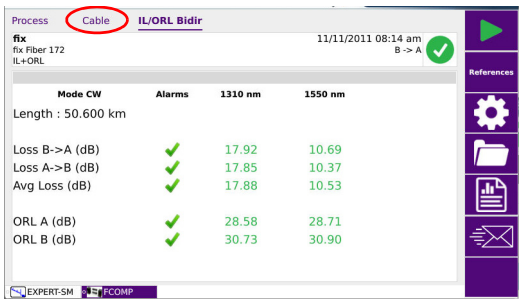 Process Cable IL/ORL Bidir
fix 11/11/2011 08:14 am
fix Fiber 172 B -> A
IL+ORL
References
Mode CW Alarms 1310 nm 1550 nm
Length : 50.600 km
Loss B->A (dB) 17.92 10.69
Loss A->B (dB) 17.85 10.37
Avg Loss (dB) 17.88 10.53
ORL A (dB) 28.58 28.71
ORL B (dB) 30.73 30.90
EXPERT-SM FCOMP